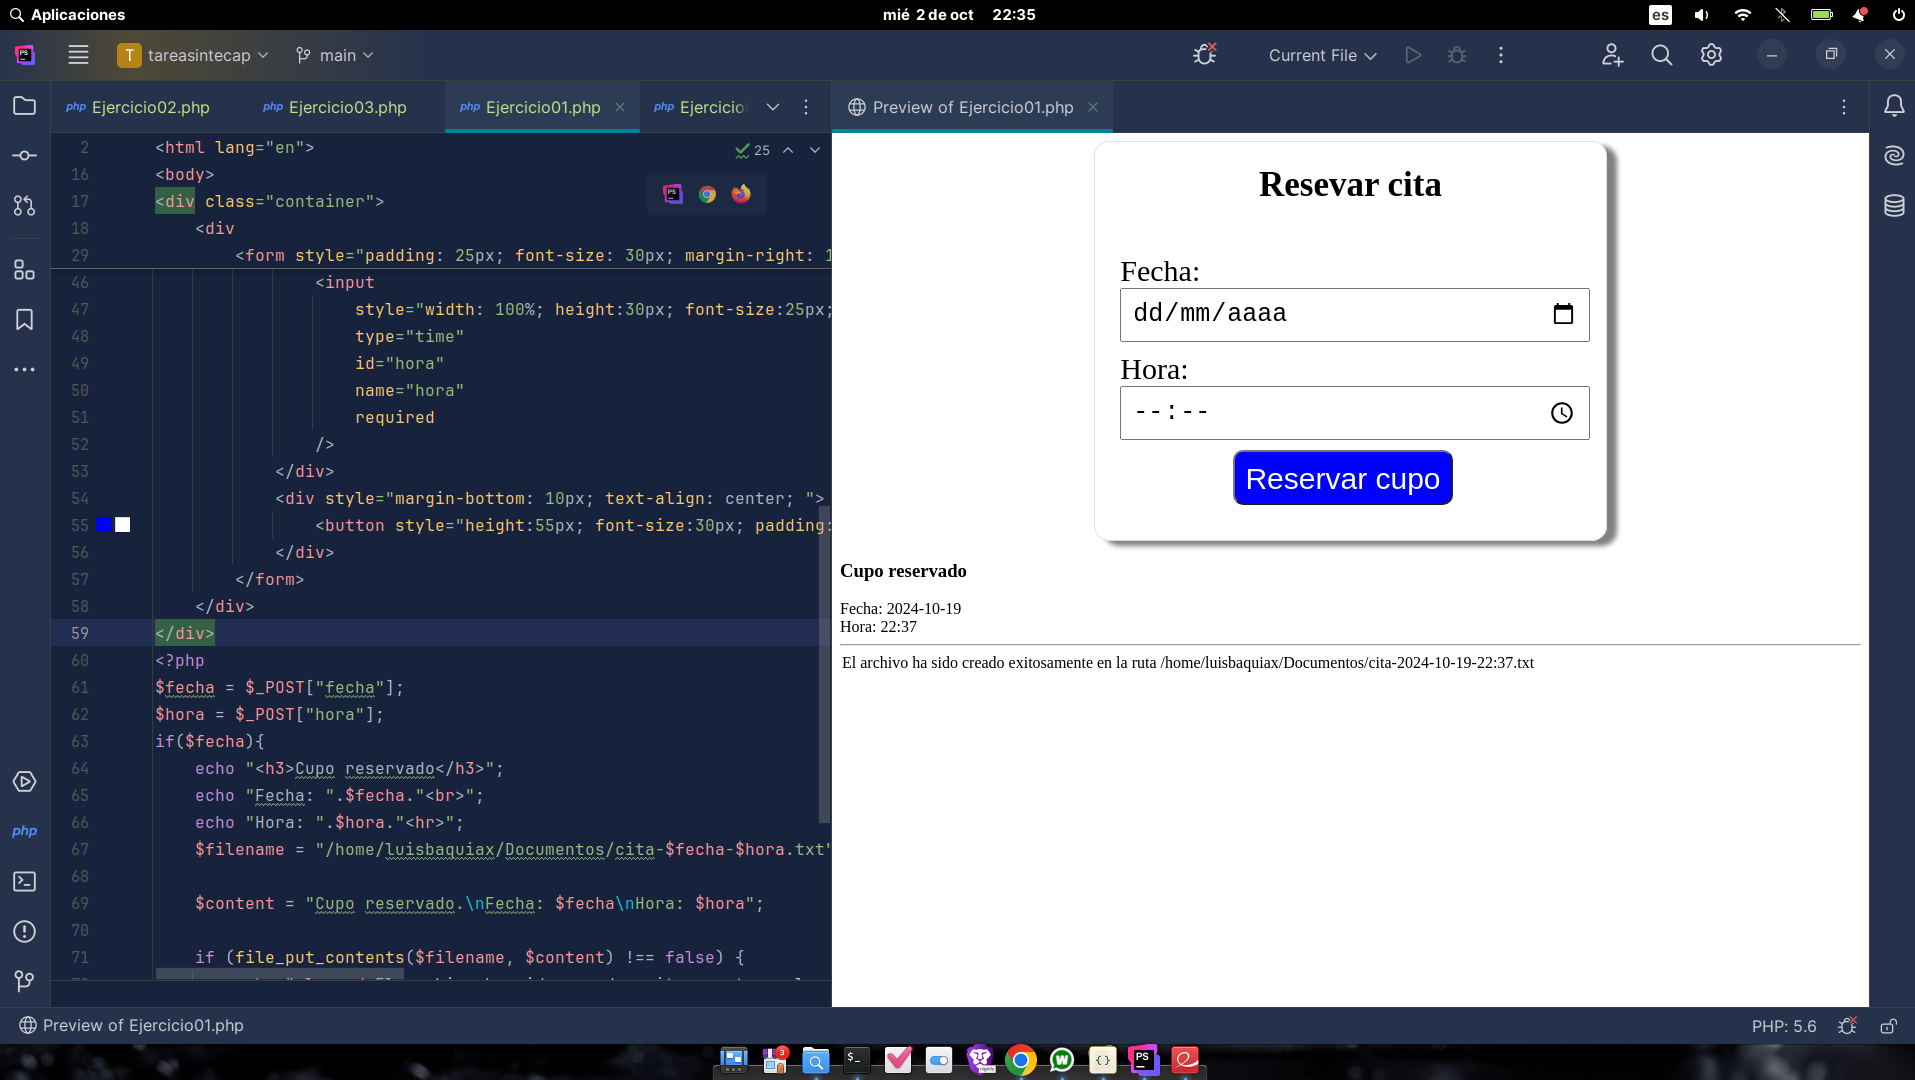 Aplicaciones
mié 2 de oct 22:35
es
PS
T tareasintecap
main
Current File
php Ejercicio02.php
php Ejercicio03.php
php Ejercicio01.php
php Ejercicio
Preview of Ejercicio01.php
25
2 <html lang="en">
16 <body>
17 <div class="container">
18 <div
29 <form style="padding: 25px; font-size: 30px; margin-right: 1
46 <input
47 style="width: 100%; height:30px; font-size:25px;
48 type="time"
49 id="hora"
50 name="hora"
51 required
52 />
53 </div>
54 <div style="margin-bottom: 10px; text-align: center; ">
55 <button style="height:55px; font-size:30px; padding:
56 </div>
57 </form>
58 </div>
59 </div>
60 <?php
61 $fecha = $_POST["fecha"];
62 $hora = $_POST["hora"];
63 if($fecha){
64 echo "<h3>Cupo reservado</h3>";
65 echo "Fecha: ".$fecha."<br>";
66 echo "Hora: ".$hora."<hr>";
67 $filename = "/home/luisbaquiax/Documentos/cita-$fecha-$hora.txt"
68
69 $content = "Cupo reservado.\nFecha: $fecha\nHora: $hora";
70
71 if (file_put_contents($filename, $content) !== false) {
Resevar cita
Fecha:
dd/mm/aaaa
Hora:
--:--
Reservar cupo
Cupo reservado
Fecha: 2024-10-19
Hora: 22:37
El archivo ha sido creado exitosamente en la ruta /home/luisbaquiax/Documentos/cita-2024-10-19-22:37.txt
php
Preview of Ejercicio01.php
PHP: 5.6
3
$-
W
{}
PS